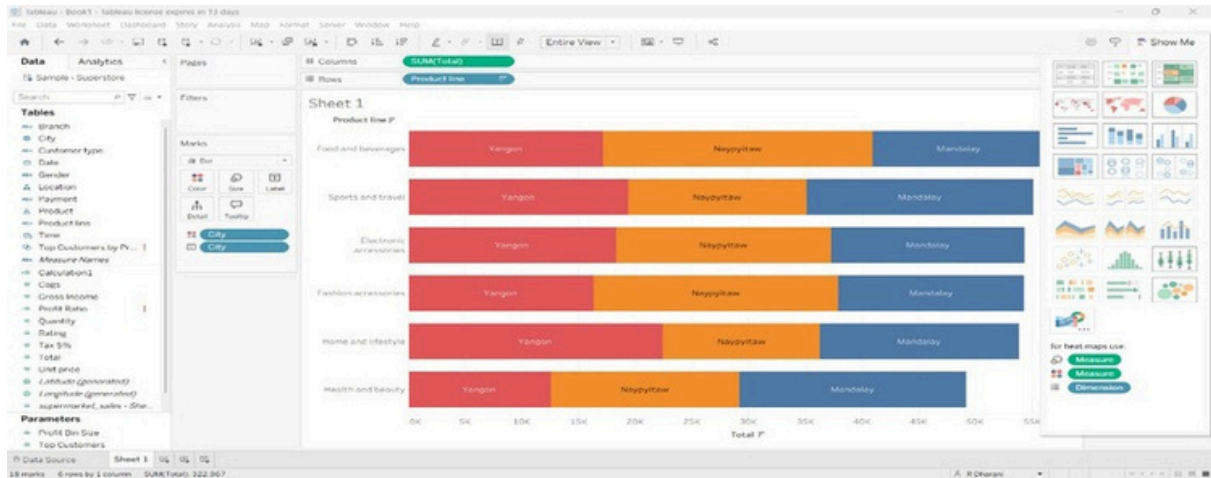 Tableau - Book1 - Tableau license expires in 13 days
File Data Worksheet Dashboard Story Analysis Map Format Server Window Help
Entire View
Show Me
Data Analytics
Sample - Superstore
Search
Tables
Branch
City
Customer type
Date
Gender
Location
Payment
Product
Product line
Time
Top Customers by Pr...
Measure Names
Calculation1
Cogs
Gross Income
Profit Ratio
Quantity
Rating
Tax 5%
Total
Unit price
Latitude (generated)
Longitude (generated)
supermarket_sales - She...
Parameters
Profit Bin Size
Top Customers
Pages
Filters
Marks
Bar
Color Size Label
Detail Tooltip
City
City
Columns SUM(Total)
Rows Product line
Sheet 1
Product line
Food and beverages Yangon Naypyitaw Mandalay
Sports and travel Yangon Naypyitaw Mandalay
Electronic
accessories Yangon Naypyitaw Mandalay
Fashion accessories Yangon Naypyitaw Mandalay
Home and lifestyle Yangon Naypyitaw Mandalay
Health and beauty Yangon Naypyitaw Mandalay
0K 5K 10K 15K 20K 25K 30K 35K 40K 45K 50K 55K
Total
for heat maps use:
Measure
Measure
Dimension
Data Source Sheet 1
18 marks 6 rows by 1 column SUM(Total): 322,967
R Dharani